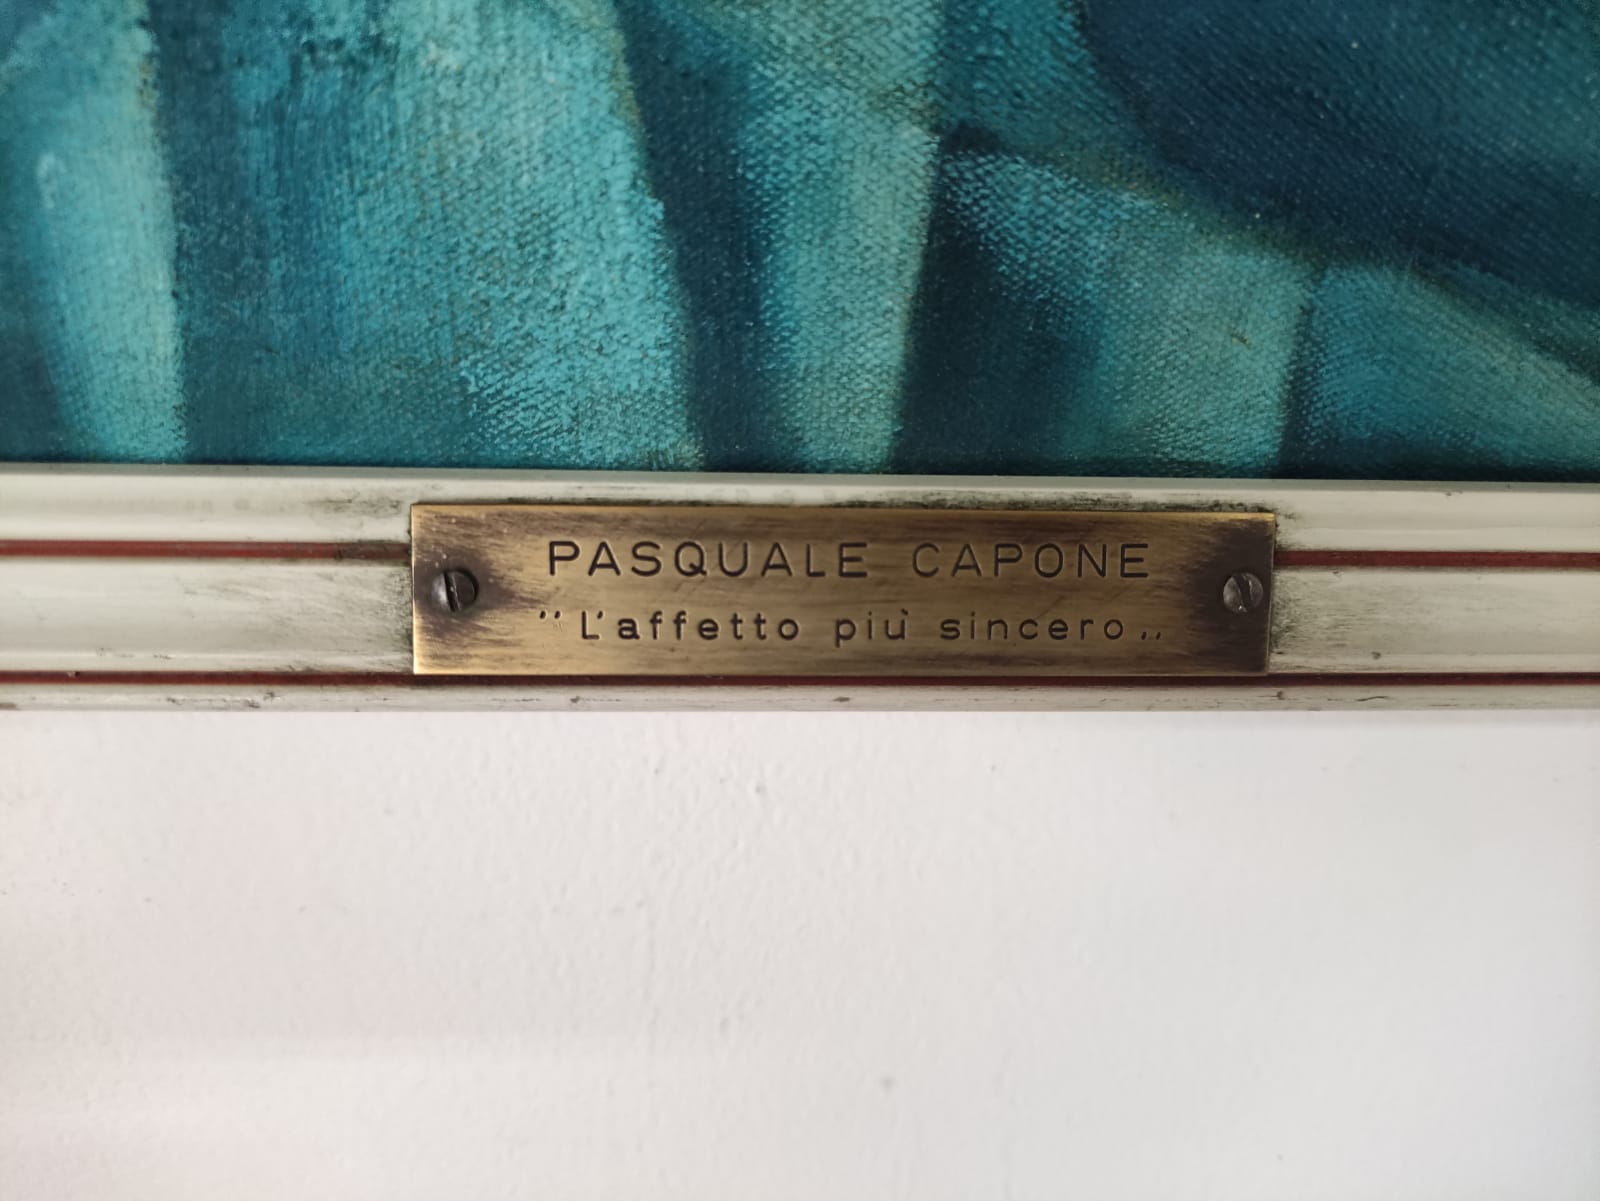 PASQUALE CAPONE
"L'affetto più sincero„